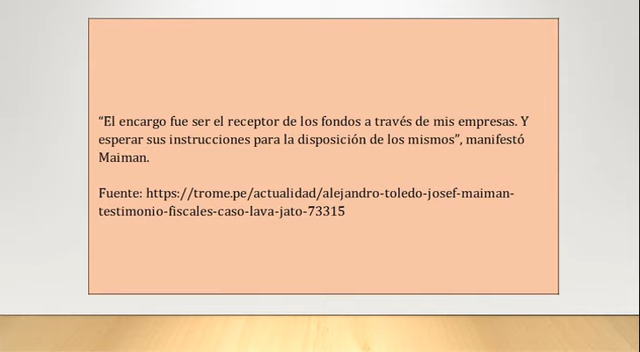 “El encargo fue ser el receptor de los fondos a través de mis empresas. Y
esperar sus instrucciones para la disposición de los mismos”, manifestó
Maiman.
Fuente: https://trome.pe/actualidad/alejandro-toledo-josef-maiman-
testimonio-fiscales-caso-lava-jato-73315